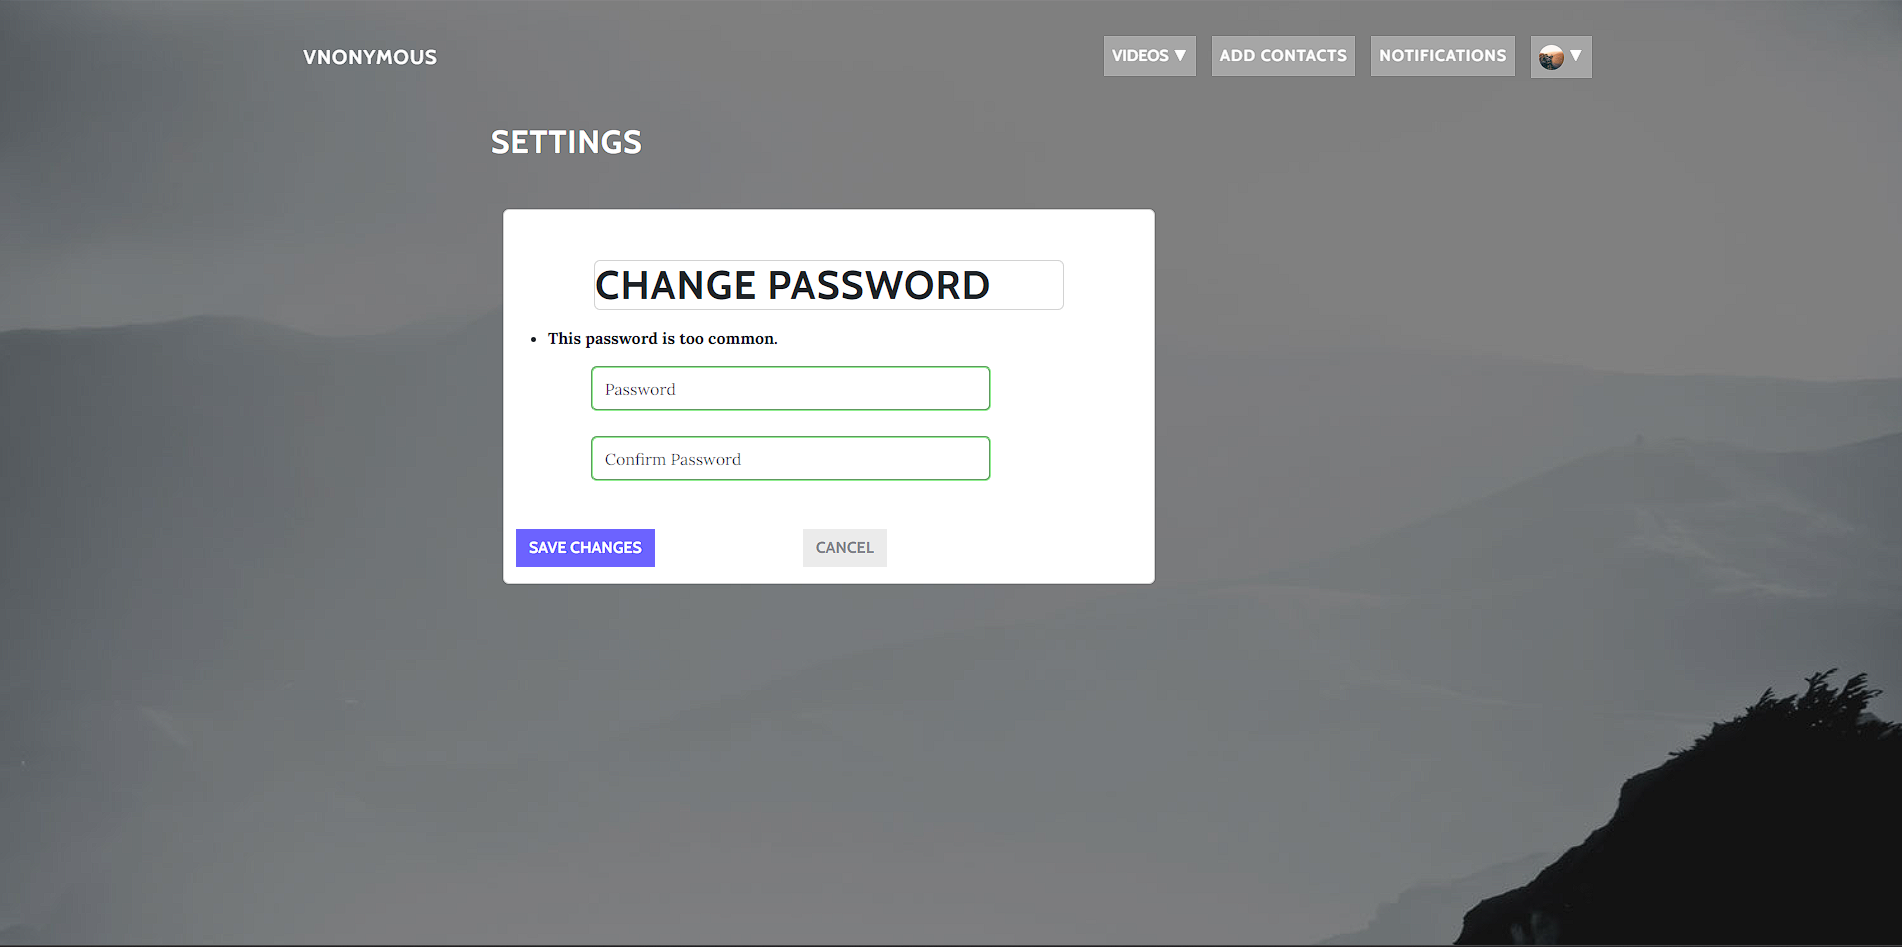 VNONYMOUS
VIDEOS ▼
ADD CONTACTS
NOTIFICATIONS
▼
SETTINGS
CHANGE PASSWORD
• This password is too common.
Password
Confirm Password
SAVE CHANGES
CANCEL